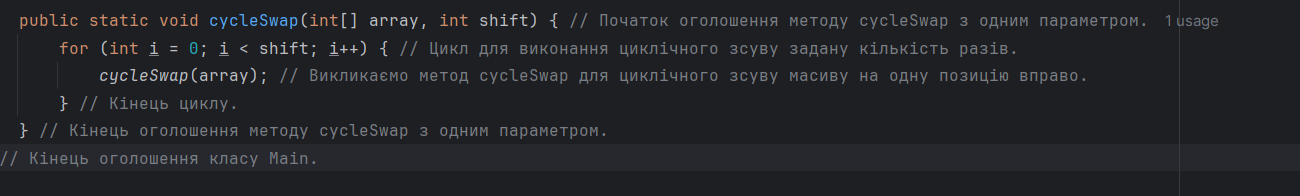 public static void cycleSwap(int[] array, int shift) { // Початок оголошення методу cycleSwap з одним параметром. 1 usage
for (int i = 0; i < shift; i++) { // Цикл для виконання циклічного зсуву задану кількість разів.
cycleSwap(array); // Викликаємо метод cycleSwap для циклічного зсуву масиву на одну позицію вправо.
} // Кінець циклу.
} // Кінець оголошення методу cycleSwap з одним параметром.
// Кінець оголошення класу Main.